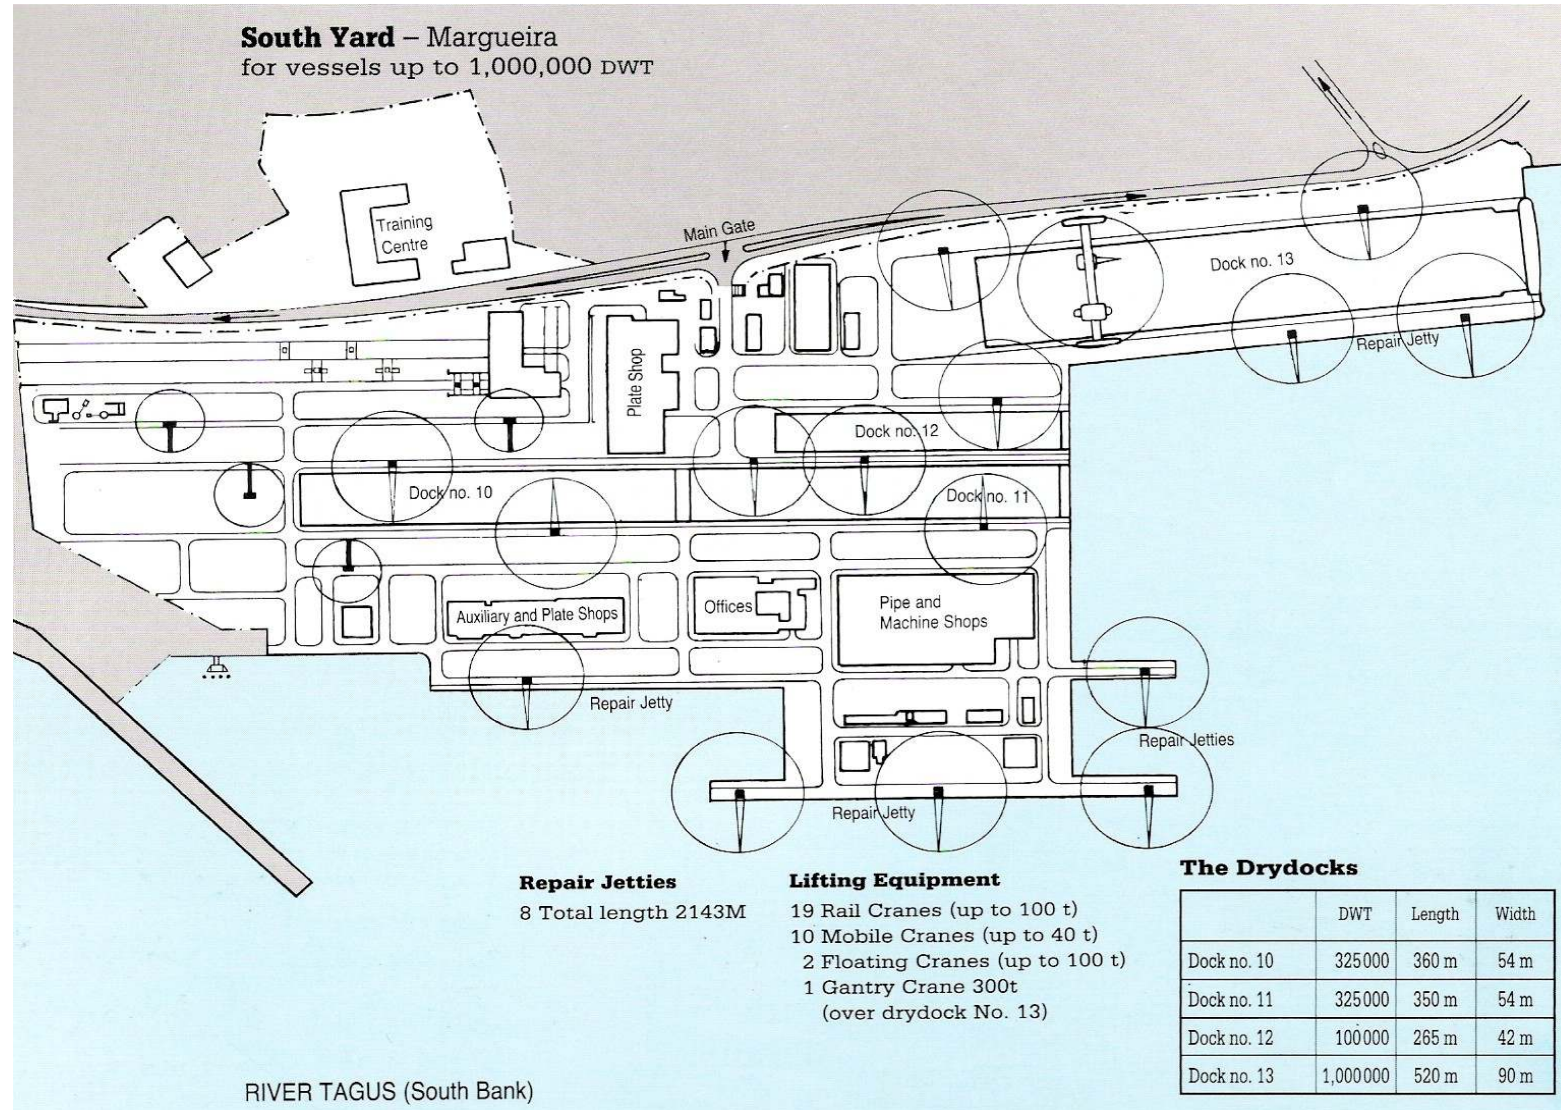 South Yard – Margueira
for vessels up to 1,000,000 DWT
Training
Centre
Main Gate
Dock no. 13
Repair Jetty
Plate Shop
Dock no. 12
Dock no. 10
Dock no. 11
Auxiliary and Plate Shops
Offices
Pipe and
Machine Shops
Repair Jetty
Repair Jetties
Repair Jetty
Repair Jetties
8 Total length 2143M
Lifting Equipment
19 Rail Cranes (up to 100 t)
10 Mobile Cranes (up to 40 t)
2 Floating Cranes (up to 100 t)
1 Gantry Crane 300t
(over drydock No. 13)
The Drydocks
DWT Length Width
Dock no. 10 325000 360 m 54 m
Dock no. 11 325000 350 m 54 m
Dock no. 12 100000 265 m 42 m
Dock no. 13 1,000000 520 m 90 m
RIVER TAGUS (South Bank)